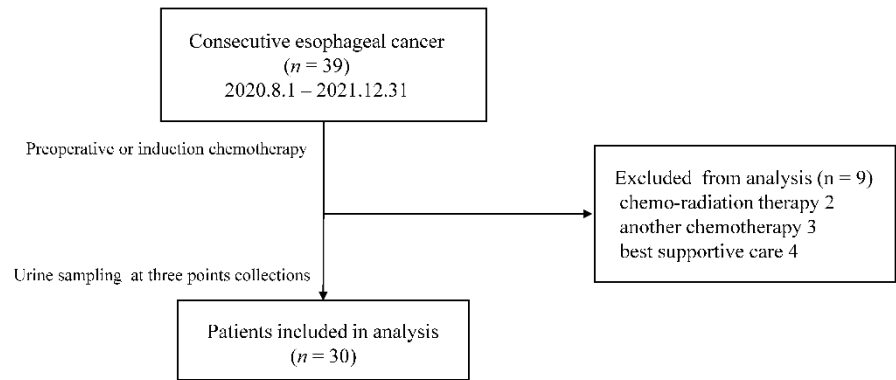 Consecutive esophageal cancer
(n = 39)
2020.8.1 – 2021.12.31
Preoperative or induction chemotherapy
Excluded from analysis (n = 9)
chemo-radiation therapy 2
another chemotherapy 3
best supportive care 4
Urine sampling at three points collections
Patients included in analysis
(n = 30)